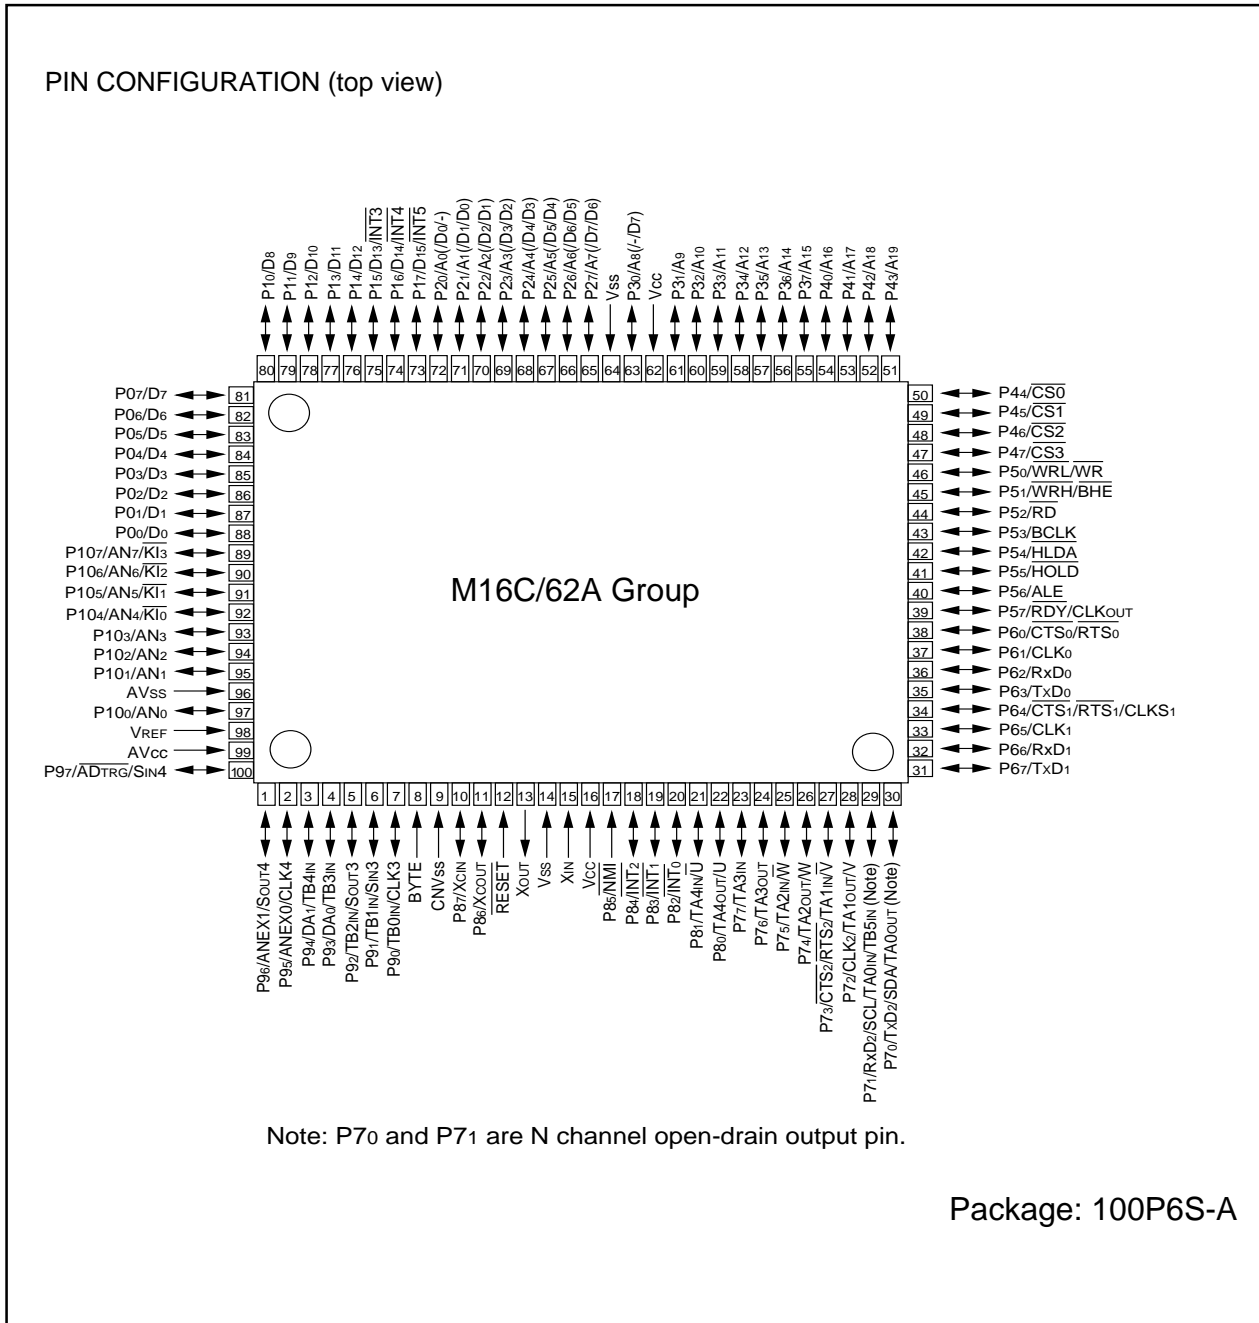 PIN CONFIGURATION (top view)
P10/D8
P11/D9
P12/D10
P13/D11
P14/D12
P15/D13/INT3
P16/D14/INT4
P17/D15/INT5
P20/A0(/D0/-)
P21/A1(/D1/D0)
P22/A2(/D2/D1)
P23/A3(/D3/D2)
P24/A4(/D4/D3)
P25/A5(/D5/D4)
P26/A6(/D6/D5)
P27/A7(/D7/D6)
Vss
P30/A8(/-/D7)
Vcc
P31/A9
P32/A10
P33/A11
P34/A12
P35/A13
P36/A14
P37/A15
P40/A16
P41/A17
P42/A18
P43/A19
80 79 78 77 76 75 74 73 72 71 70 69 68 67 66 65 64 63 62 61 60 59 58 57 56 55 54 53 52 51
P07/D7 81
P06/D6 82
P05/D5 83
P04/D4 84
P03/D3 85
P02/D2 86
P01/D1 87
P00/D0 88
P107/AN7/KI3 89
P106/AN6/KI2 90
P105/AN5/KI1 91
P104/AN4/KI0 92
P103/AN3 93
P102/AN2 94
P101/AN1 95
AVss 96
P100/AN0 97
VREF 98
AVcc 99
P97/ADTRG/SIN4 100
M16C/62A Group
50 P44/CS0
49 P45/CS1
48 P46/CS2
47 P47/CS3
46 P50/WRL/WR
45 P51/WRH/BHE
44 P52/RD
43 P53/BCLK
42 P54/HLDA
41 P55/HOLD
40 P56/ALE
39 P57/RDY/CLKOUT
38 P60/CTS0/RTS0
37 P61/CLK0
36 P62/RxD0
35 P63/TxD0
34 P64/CTS1/RTS1/CLKS1
33 P65/CLK1
32 P66/RxD1
31 P67/TxD1
1 2 3 4 5 6 7 8 9 10 11 12 13 14 15 16 17 18 19 20 21 22 23 24 25 26 27 28 29 30
P96/ANEX1/SOUT4
P95/ANEX0/CLK4
P94/DA1/TB4IN
P93/DA0/TB3IN
P92/TB2IN/SOUT3
P91/TB1IN/SIN3
P90/TB0IN/CLK3
BYTE
CNVss
P87/XCIN
P86/XCOUT
RESET
XOUT
Vss
XIN
Vcc
P85/NMI
P84/INT2
P83/INT1
P82/INT0
P81/TA4IN/U
P80/TA4OUT/U
P77/TA3IN
P76/TA3OUT
P75/TA2IN/W
P74/TA2OUT/W
P73/CTS2/RTS2/TA1IN/V
P72/CLK2/TA1OUT/V
P71/RxD2/SCL/TA0IN/TB5IN (Note)
P70/TxD2/SDA/TA0OUT (Note)
Note: P70 and P71 are N channel open-drain output pin.
Package: 100P6S-A